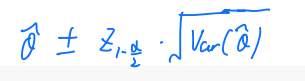 θ̂ ± z_{1-α/2} · √Var(θ̂)